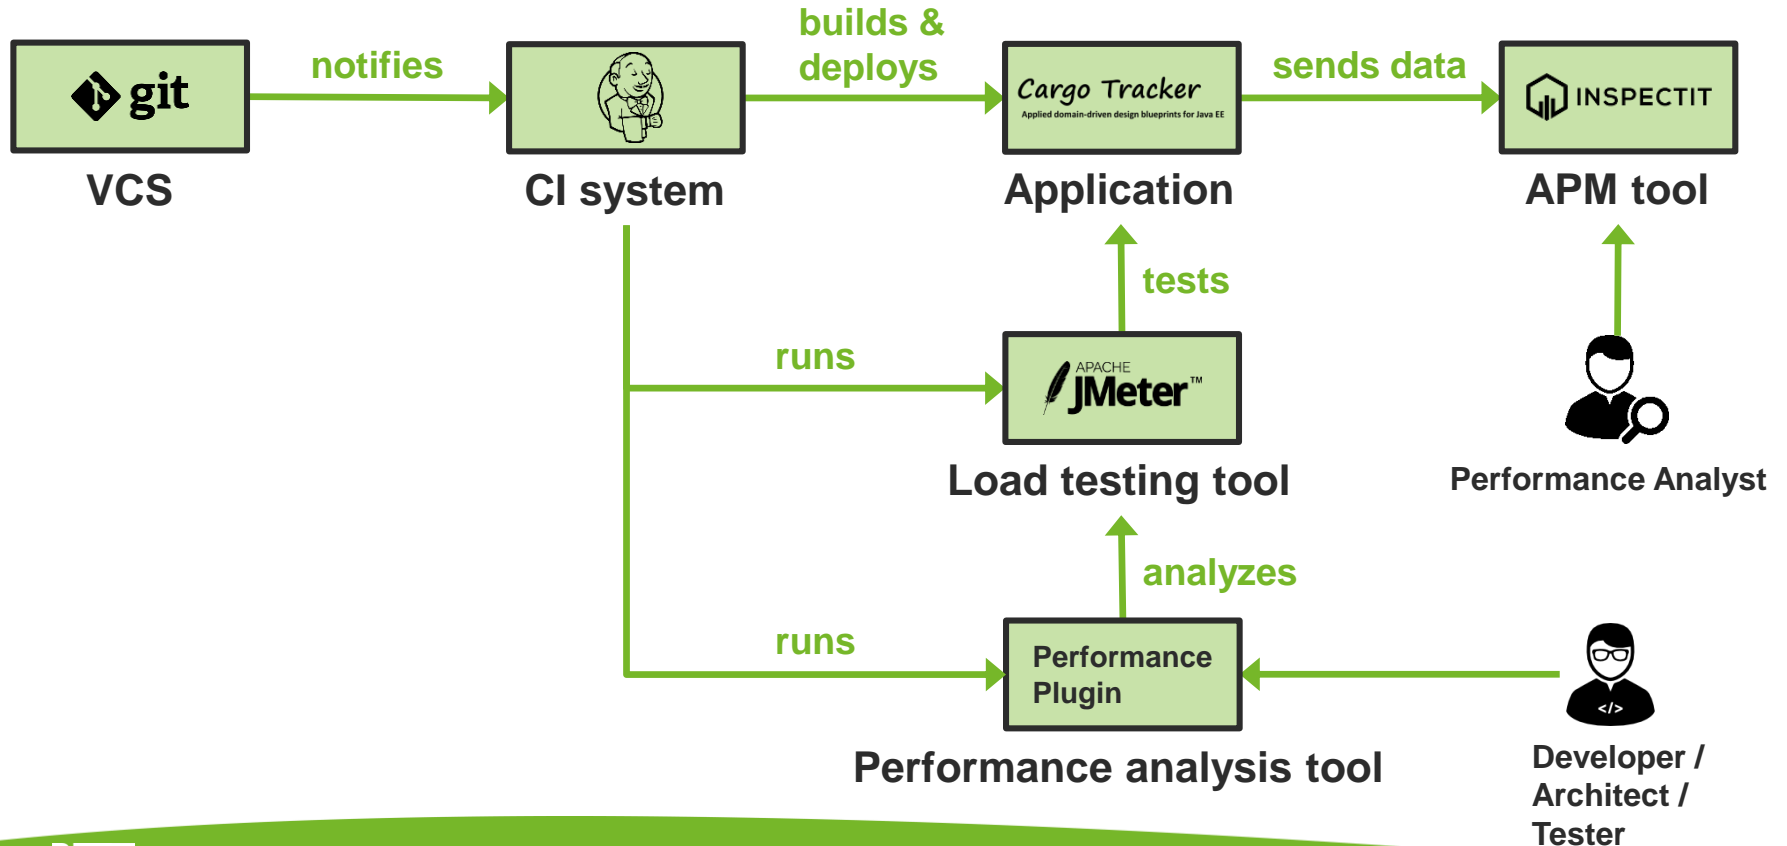 builds &
deploys
notifies
sends data
git
Cargo Tracker
Applied domain-driven design blueprints for Java EE
INSPECTIT
VCS
CI system
Application
APM tool
tests
runs
APACHE
JMeter™
Load testing tool
Performance Analyst
analyzes
runs
Performance
Plugin
</>
Performance analysis tool
Developer /
Architect /
Tester